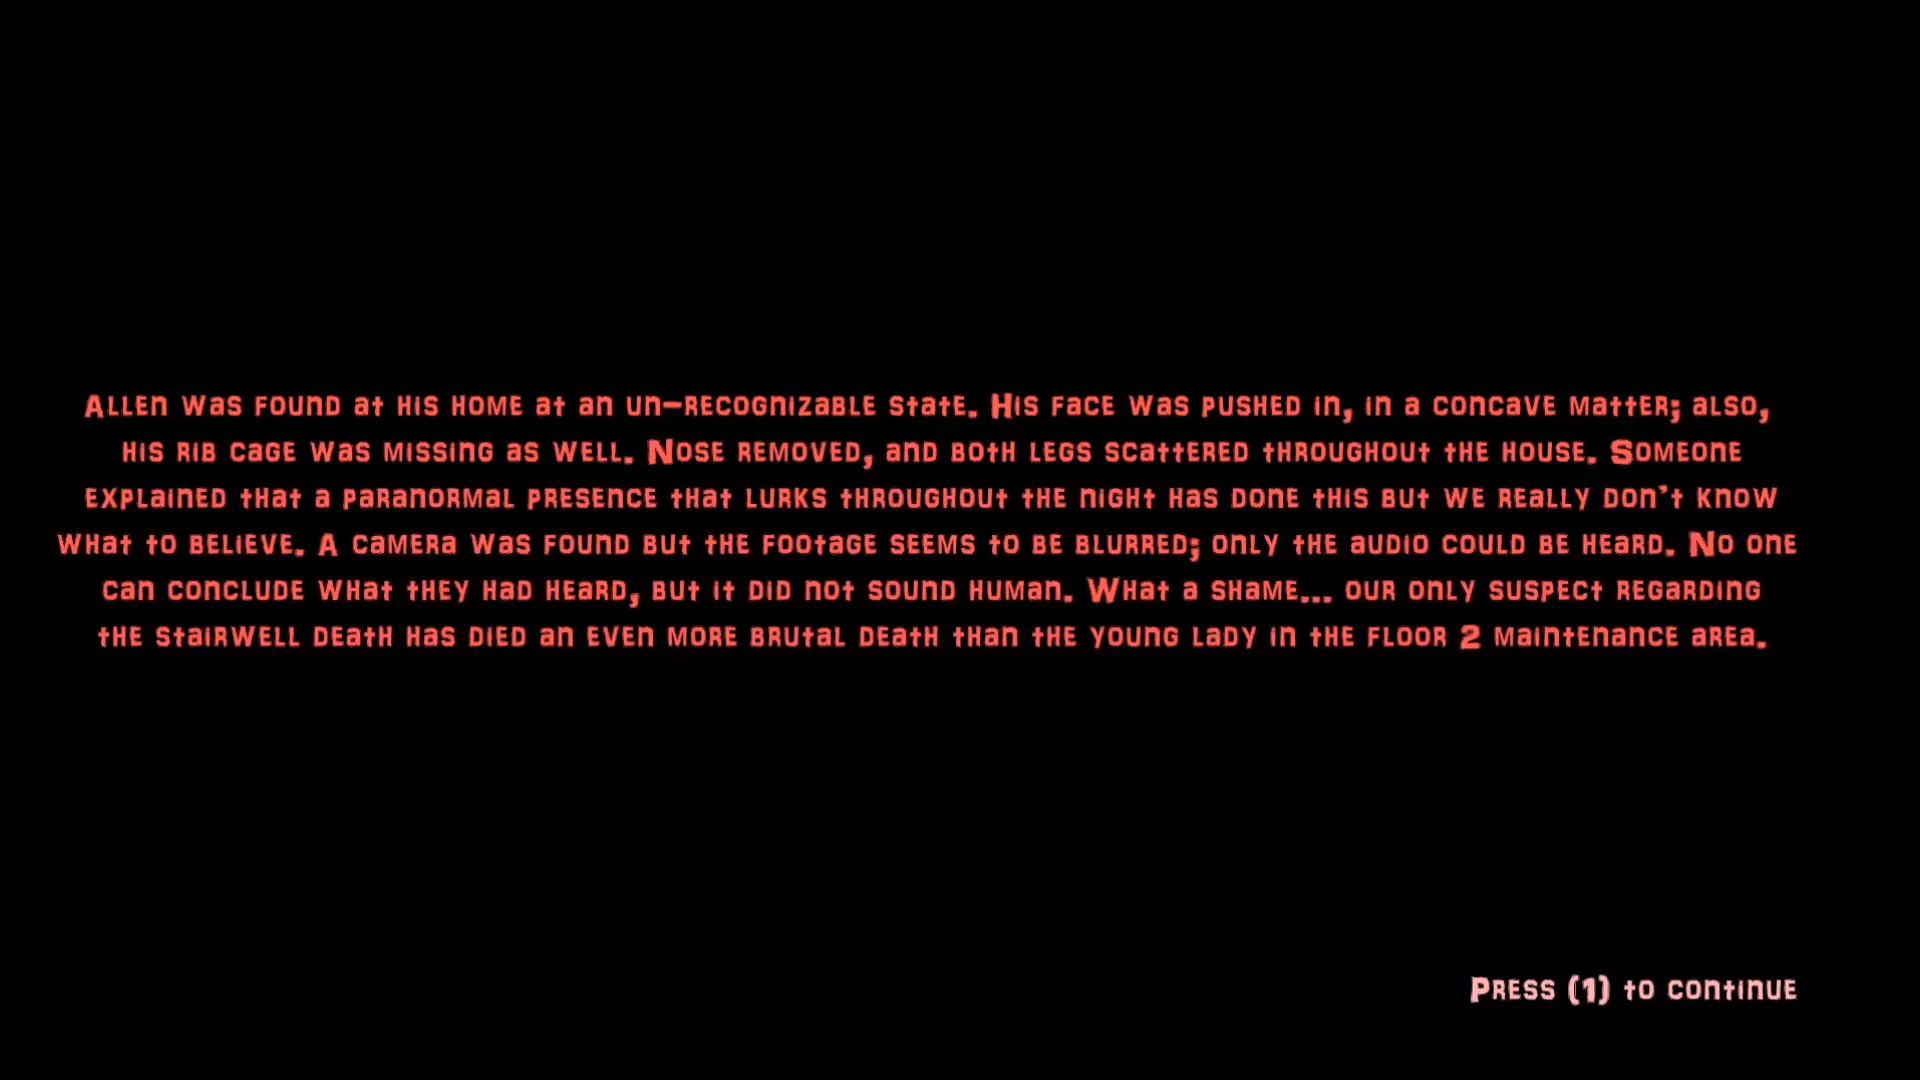 Allen was found at his home at an un-recognizable state. His face was pushed in, in a concave matter; also,
his rib cage was missing as well. Nose removed, and both legs scattered throughout the house. Someone
explained that a paranormal presence that lurks throughout the night has done this but we really don't know
what to believe. A camera was found but the footage seems to be blurred; only the audio could be heard. No one
can conclude what they had heard, but it did not sound human. What a shame... our only suspect regarding
the stairwell death has died an even more brutal death than the young lady in the floor 2 maintenance area.
Press (1) to continue